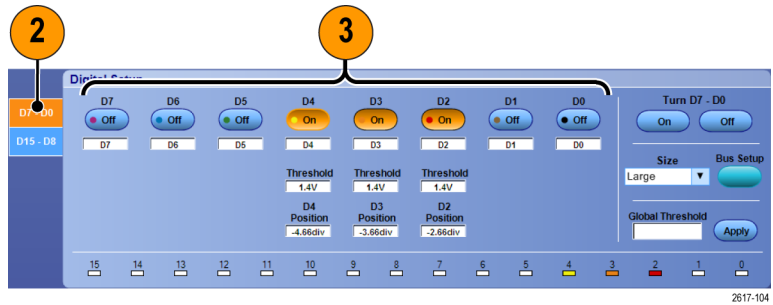 2 3
Digital Setup
D7 - D0
D15 - D8
D7 D6 D5 D4 D3 D2 D1 D0
Off Off Off On On On Off Off
D7 D6 D5 D4 D3 D2 D1 D0
Threshold Threshold Threshold
1.4V 1.4V 1.4V
D4 D3 D2
Position Position Position
-4.66div -3.66div -2.66div
Turn D7 - D0
On Off
Size Bus Setup
Large
Global Threshold
Apply
15 14 13 12 11 10 9 8 7 6 5 4 3 2 1 0
2617-104